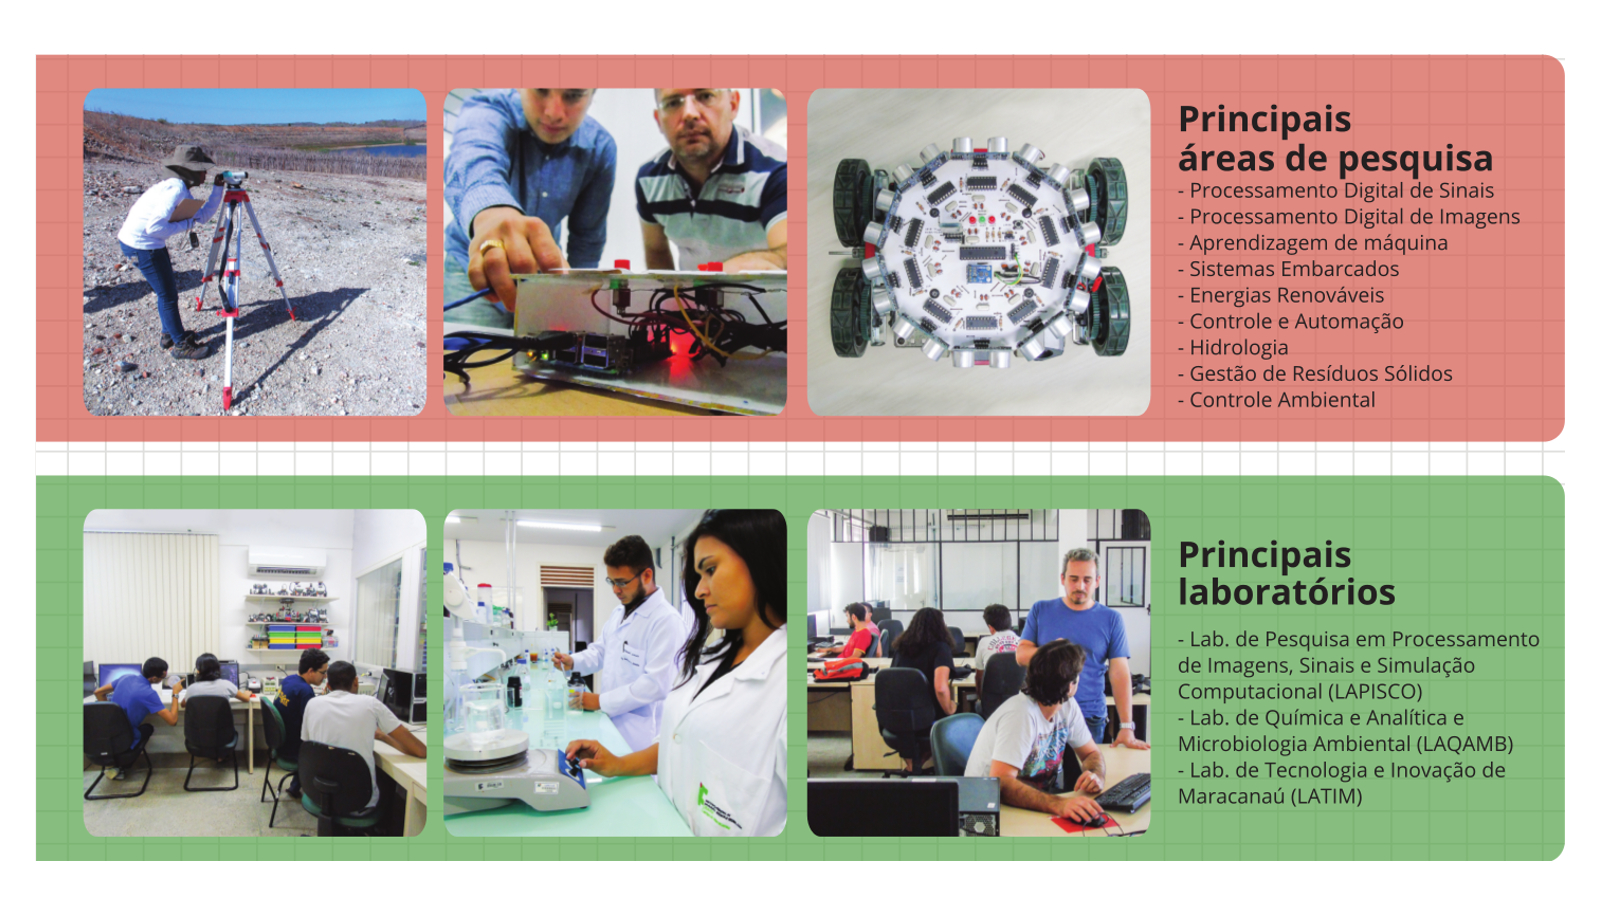 Principais
áreas de pesquisa
- Processamento Digital de Sinais
- Processamento Digital de Imagens
- Aprendizagem de máquina
- Sistemas Embarcados
- Energias Renováveis
- Controle e Automação
- Hidrologia
- Gestão de Resíduos Sólidos
- Controle Ambiental
Principais
laboratórios
- Lab. de Pesquisa em Processamento
de Imagens, Sinais e Simulação
Computacional (LAPISCO)
- Lab. de Química e Analítica e
Microbiologia Ambiental (LAQAMB)
- Lab. de Tecnologia e Inovação de
Maracanaú (LATIM)